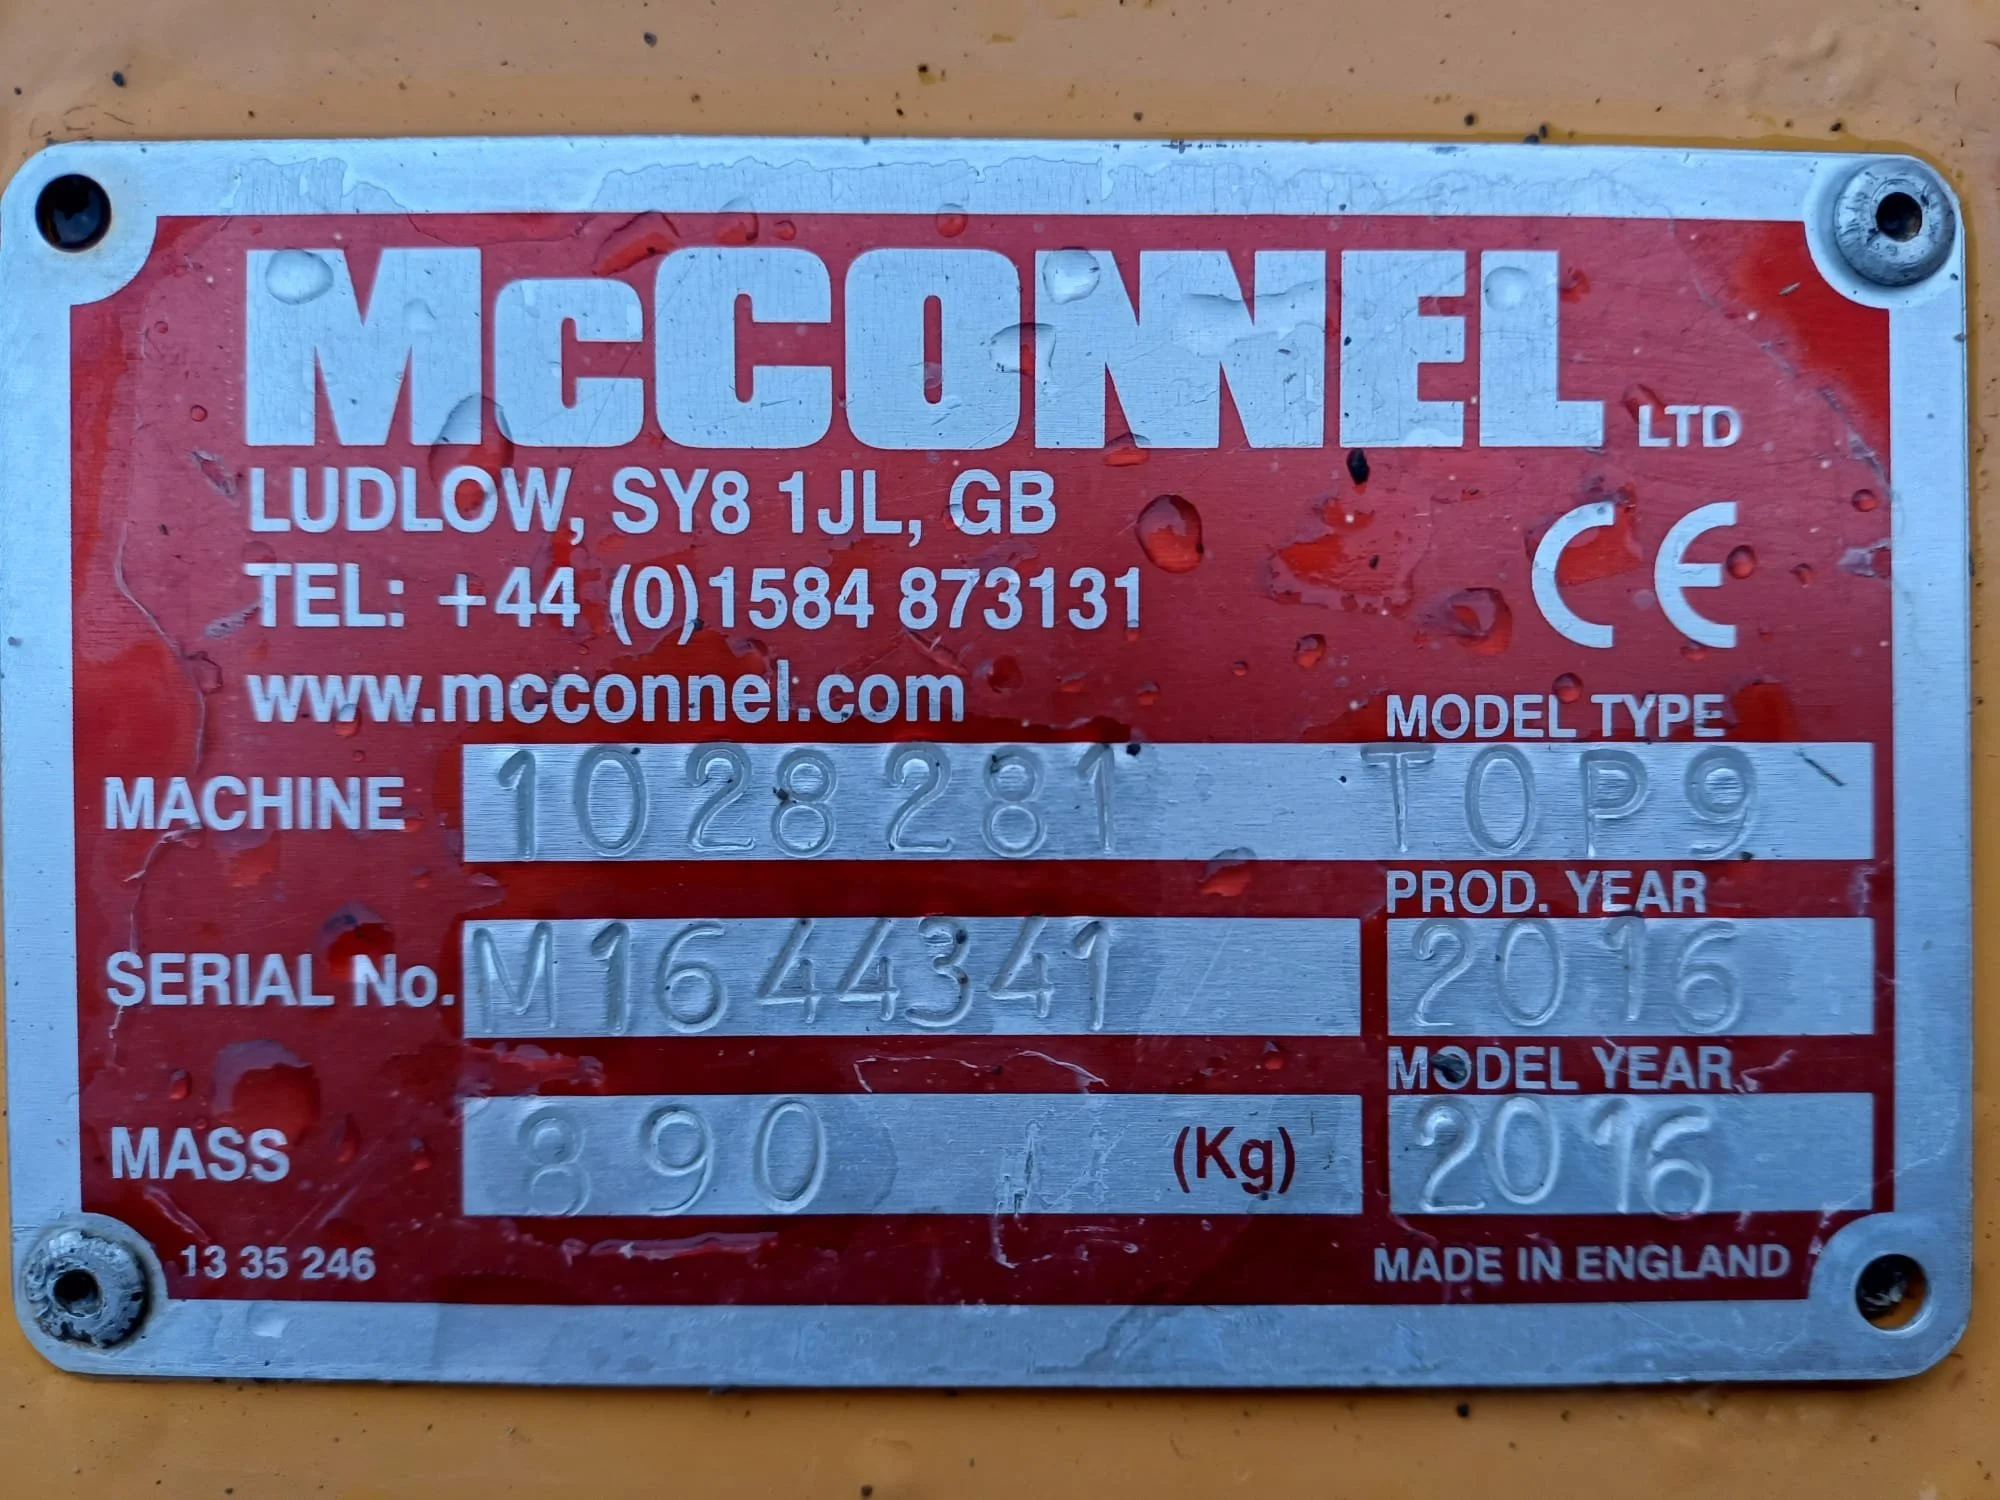 McCONNEL LTD
LUDLOW, SY8 1JL, GB
TEL: +44 (0)1584 873131
www.mcconnel.com
CE
MODEL TYPE
MACHINE 1028281 TOP9
PROD. YEAR
SERIAL No. M1644341 2016
MODEL YEAR
MASS 890 (Kg) 2016
13 35 246 MADE IN ENGLAND